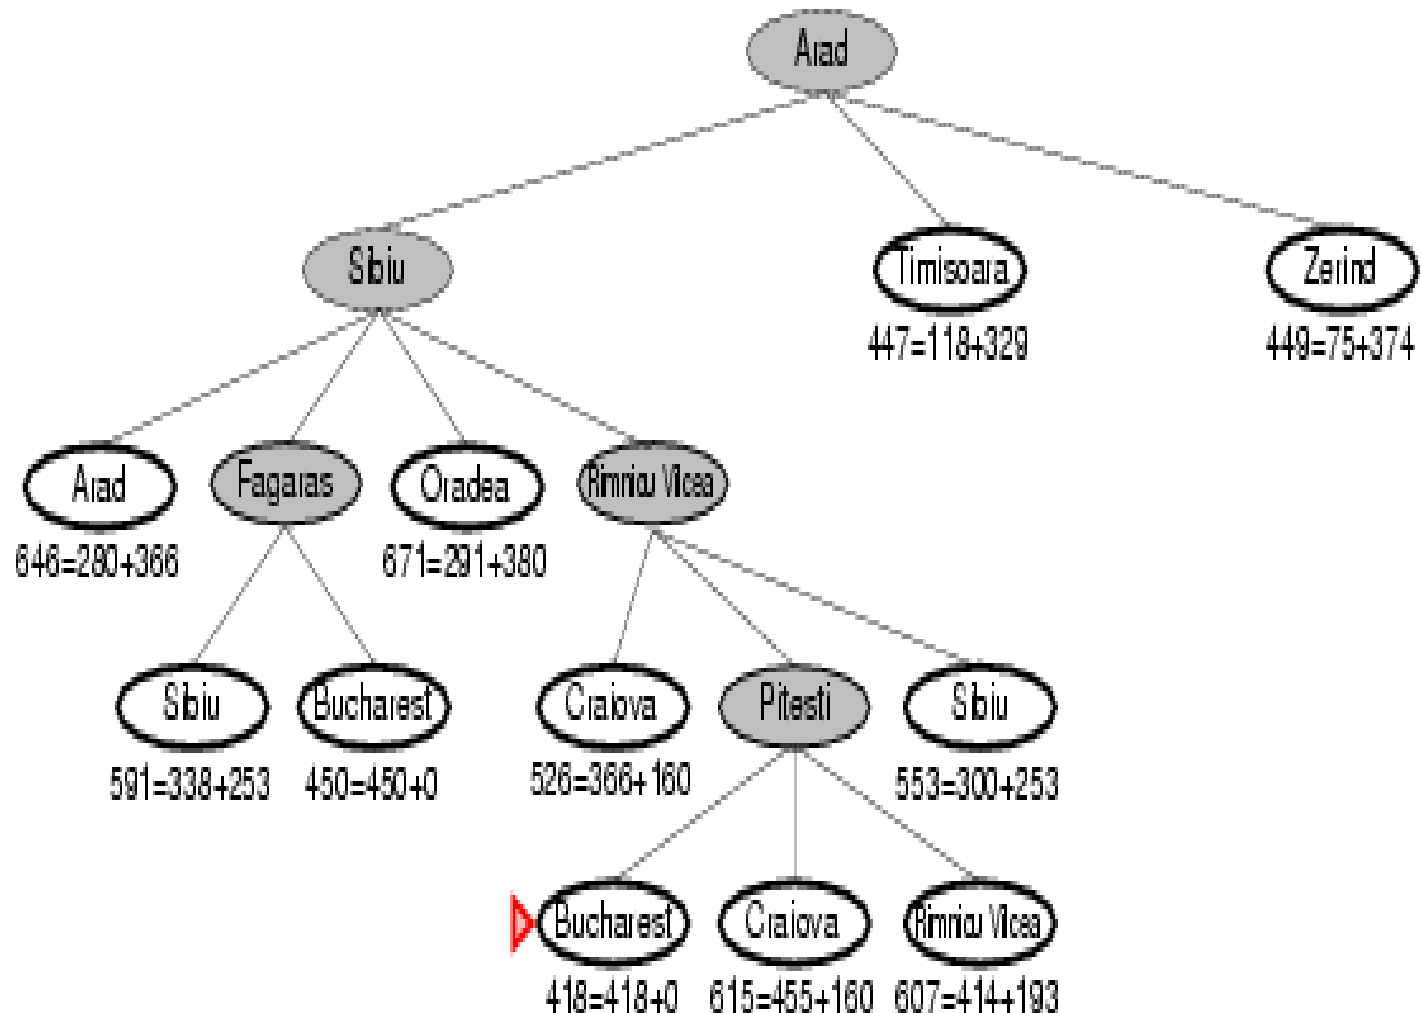 Arad
Sibiu
Timisoara
Zerind
447=118+329
449=75+374
Arad
Fagaras
Oradea
Rimnicu Vilcea
646=280+366
671=291+380
Sibiu
Bucharest
Craiova
Pitesti
Sibiu
591=338+253
450=450+0
526=366+160
553=300+253
Bucharest
Craiova
Rimnicu Vilcea
418=418+0
615=455+160
607=414+193